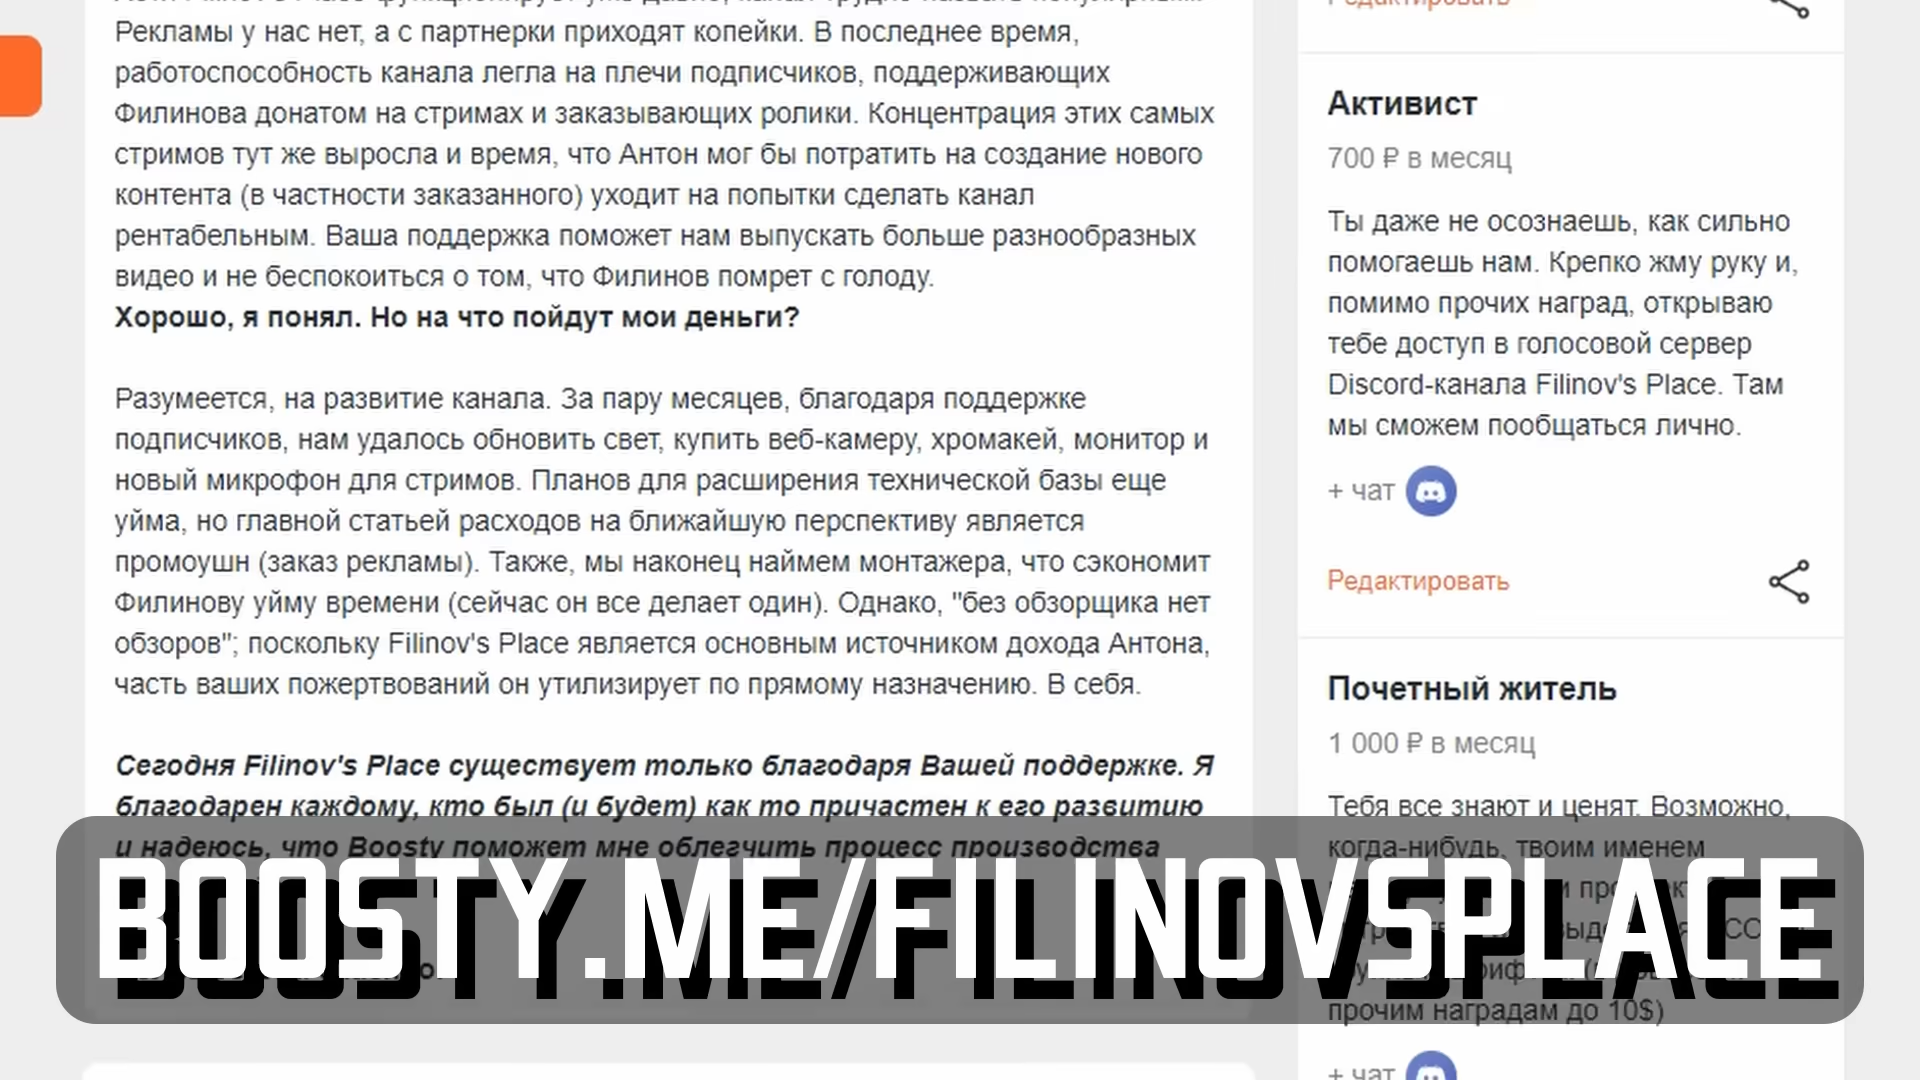 Рекламы у нас нет, а с партнерки приходят копейки. В последнее время,
работоспособность канала легла на плечи подписчиков, поддерживающих
Филинова донатом на стримах и заказывающих ролики. Концентрация этих самых
стримов тут же выросла и время, что Антон мог бы потратить на создание нового
контента (в частности заказанного) уходит на попытки сделать канал
рентабельным. Ваша поддержка поможет нам выпускать больше разнообразных
видео и не беспокоиться о том, что Филинов помрет с голоду.
Хорошо, я понял. Но на что пойдут мои деньги?
Разумеется, на развитие канала. За пару месяцев, благодаря поддержке
подписчиков, нам удалось обновить свет, купить веб-камеру, хромакей, монитор и
новый микрофон для стримов. Планов для расширения технической базы еще
уйма, но главной статьей расходов на ближайшую перспективу является
промоушн (заказ рекламы). Также, мы наконец наймем монтажера, что сэкономит
Филинову уйму времени (сейчас он все делает один). Однако, "без обзорщика нет
обзоров"; поскольку Filinov's Place является основным источником дохода Антона,
часть ваших пожертвований он утилизирует по прямому назначению. В себя.
Сегодня Filinov's Place существует только благодаря Вашей поддержке. Я
благодарен каждому, кто был (и будет) как то причастен к его развитию
и надеюсь, что Boosty поможет мне облегчить процесс производства
Редактировать
Активист
700 ₽ в месяц
Ты даже не осознаешь, как сильно
помогаешь нам. Крепко жму руку и,
помимо прочих наград, открываю
тебе доступ в голосовой сервер
Discord-канала Filinov's Place. Там
мы сможем пообщаться лично.
+ чат
Редактировать
Почетный житель
1 000 ₽ в месяц
Тебя все знают и ценят. Возможно,
когда-нибудь, твоим именем
прочим наградам до 10$)
+ чат
BOOSTY.ME/FILINOVSPLACE